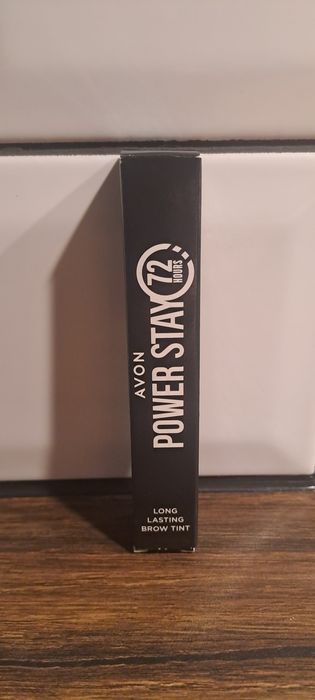 AVON
POWER STAY 72
HOURS
LONG
LASTING
BROW TINT